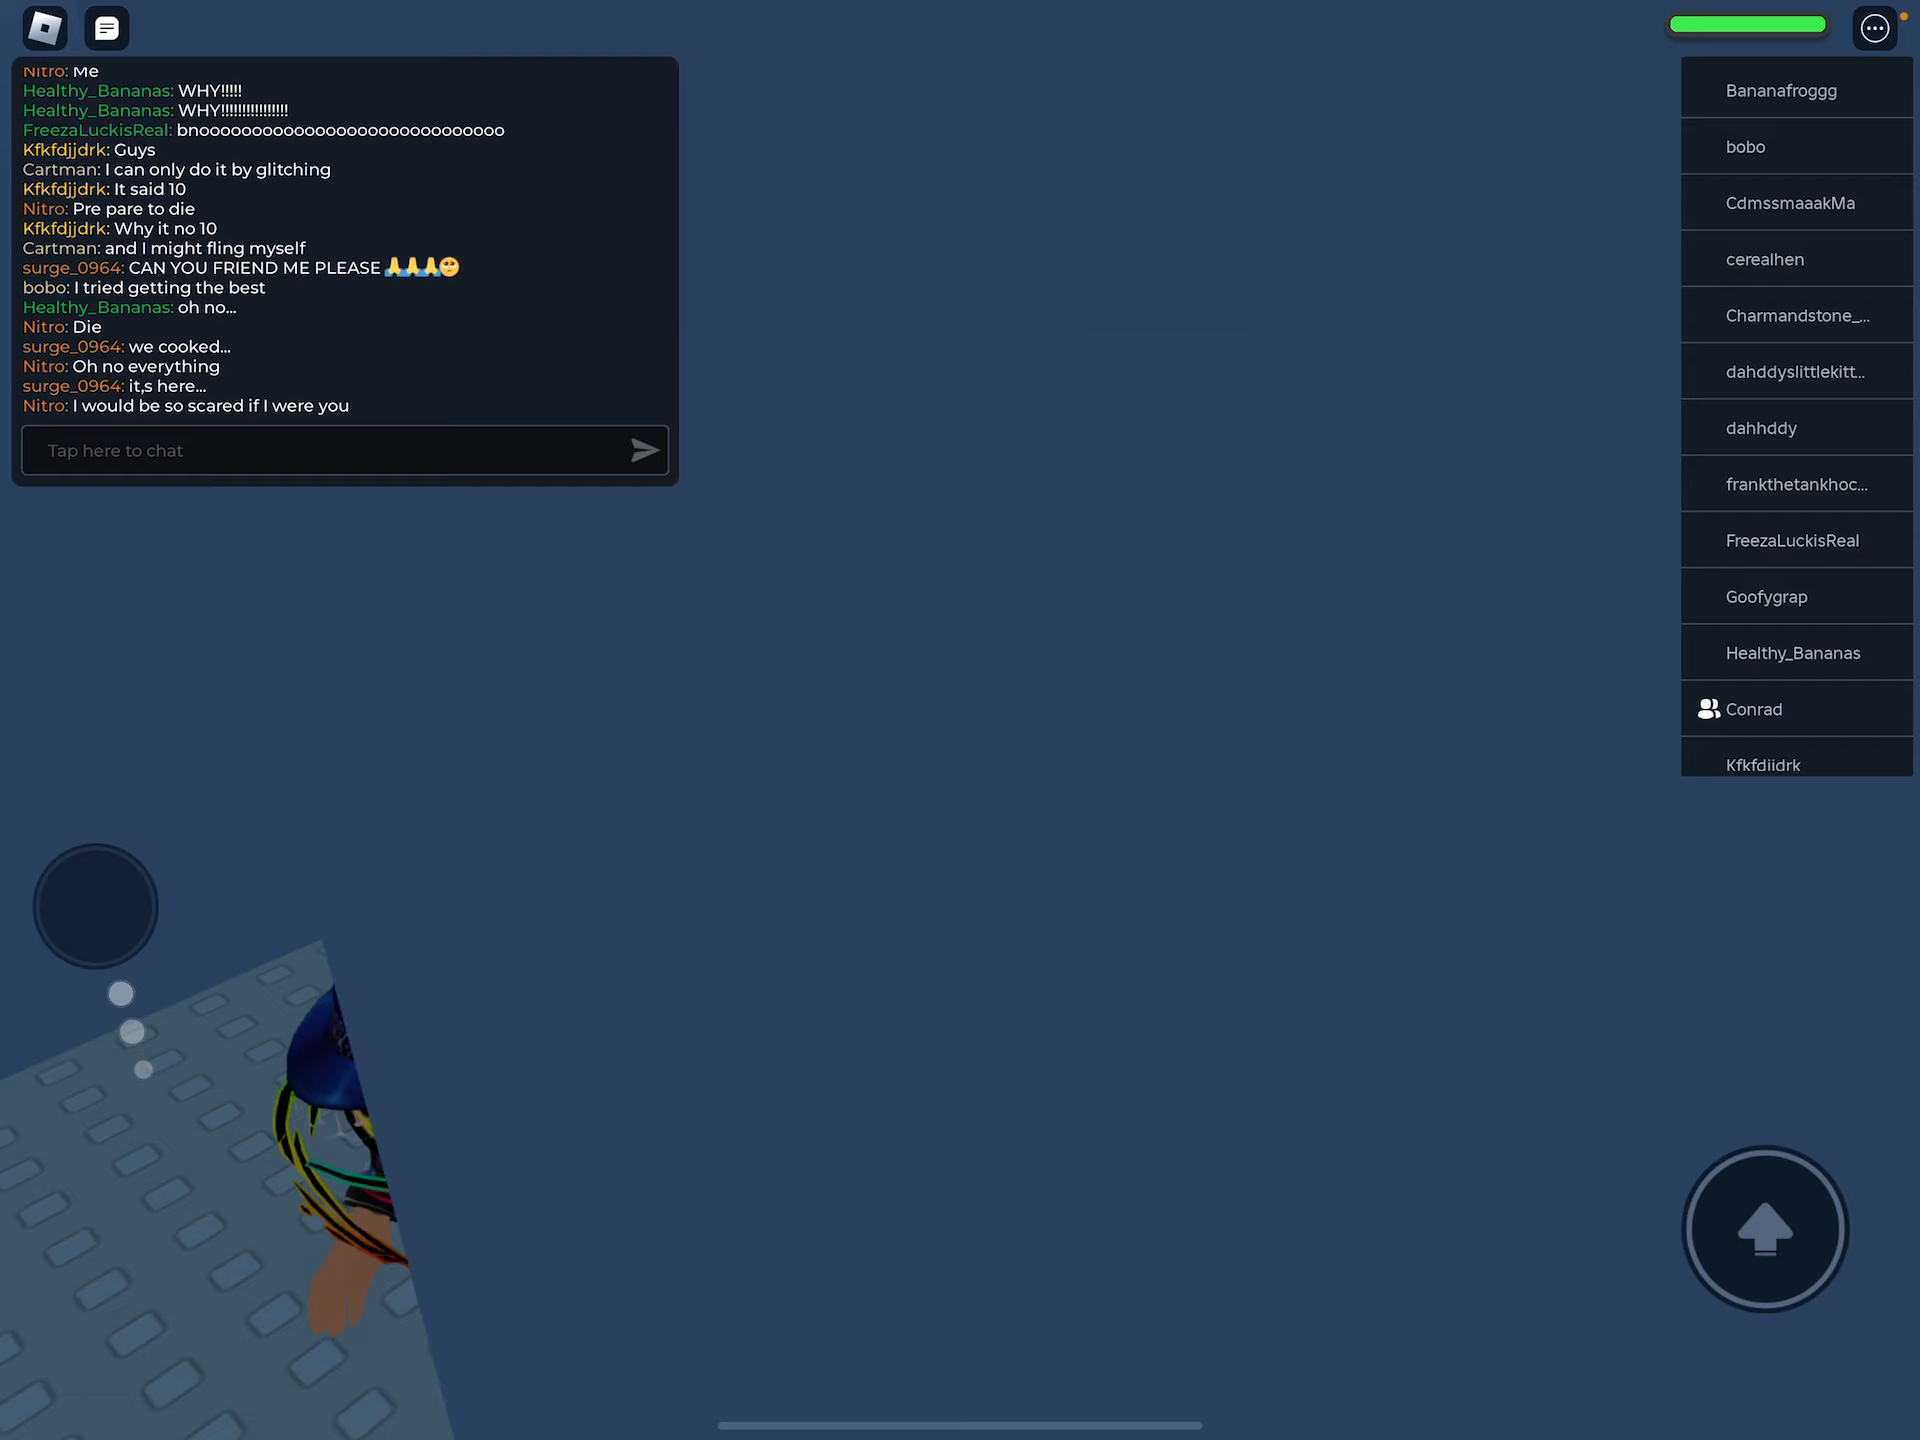 Nitro: Me
Healthy_Bananas: WHY!!!!!
Healthy_Bananas: WHY!!!!!!!!!!!!!!!!
FreezaLuckisReal: bnooooooooooooooooooooooooooooo
Kfkfdjjdrk: Guys
Cartman: I can only do it by glitching
Kfkfdjjdrk: It said 10
Nitro: Pre pare to die
Kfkfdjjdrk: Why it no 10
Cartman: and I might fling myself
surge_0964: CAN YOU FRIEND ME PLEASE 🙏🙏🙏🥺
bobo: I tried getting the best
Healthy_Bananas: oh no...
Nitro: Die
surge_0964: we cooked...
Nitro: Oh no everything
surge_0964: it,s here...
Nitro: I would be so scared if I were you
Tap here to chat
Bananafroggg
bobo
CdmssmaaakMa
cerealhen
Charmandstone_...
dahddyslittlekitt...
dahhddy
frankthetankhoc...
FreezaLuckisReal
Goofygrap
Healthy_Bananas
Conrad
Kfkfdjjdrk